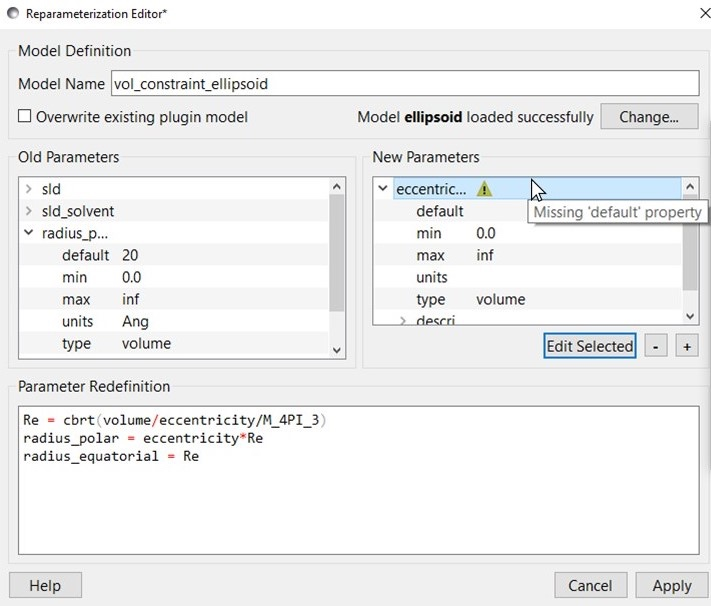 Reparameterization Editor*
Model Definition
Model Name vol_constraint_ellipsoid
Overwrite existing plugin model
Model ellipsoid loaded successfully
Change...
Old Parameters
sld
sld_solvent
radius_p...
default 20
min 0.0
max inf
units Ang
type volume
New Parameters
eccentric...
default
Missing 'default' property
min 0.0
max inf
units
type volume
descri
Edit Selected
-
+
Parameter Redefinition
Re = cbrt(volume/eccentricity/M_4PI_3)
radius_polar = eccentricity*Re
radius_equatorial = Re
Help
Cancel
Apply